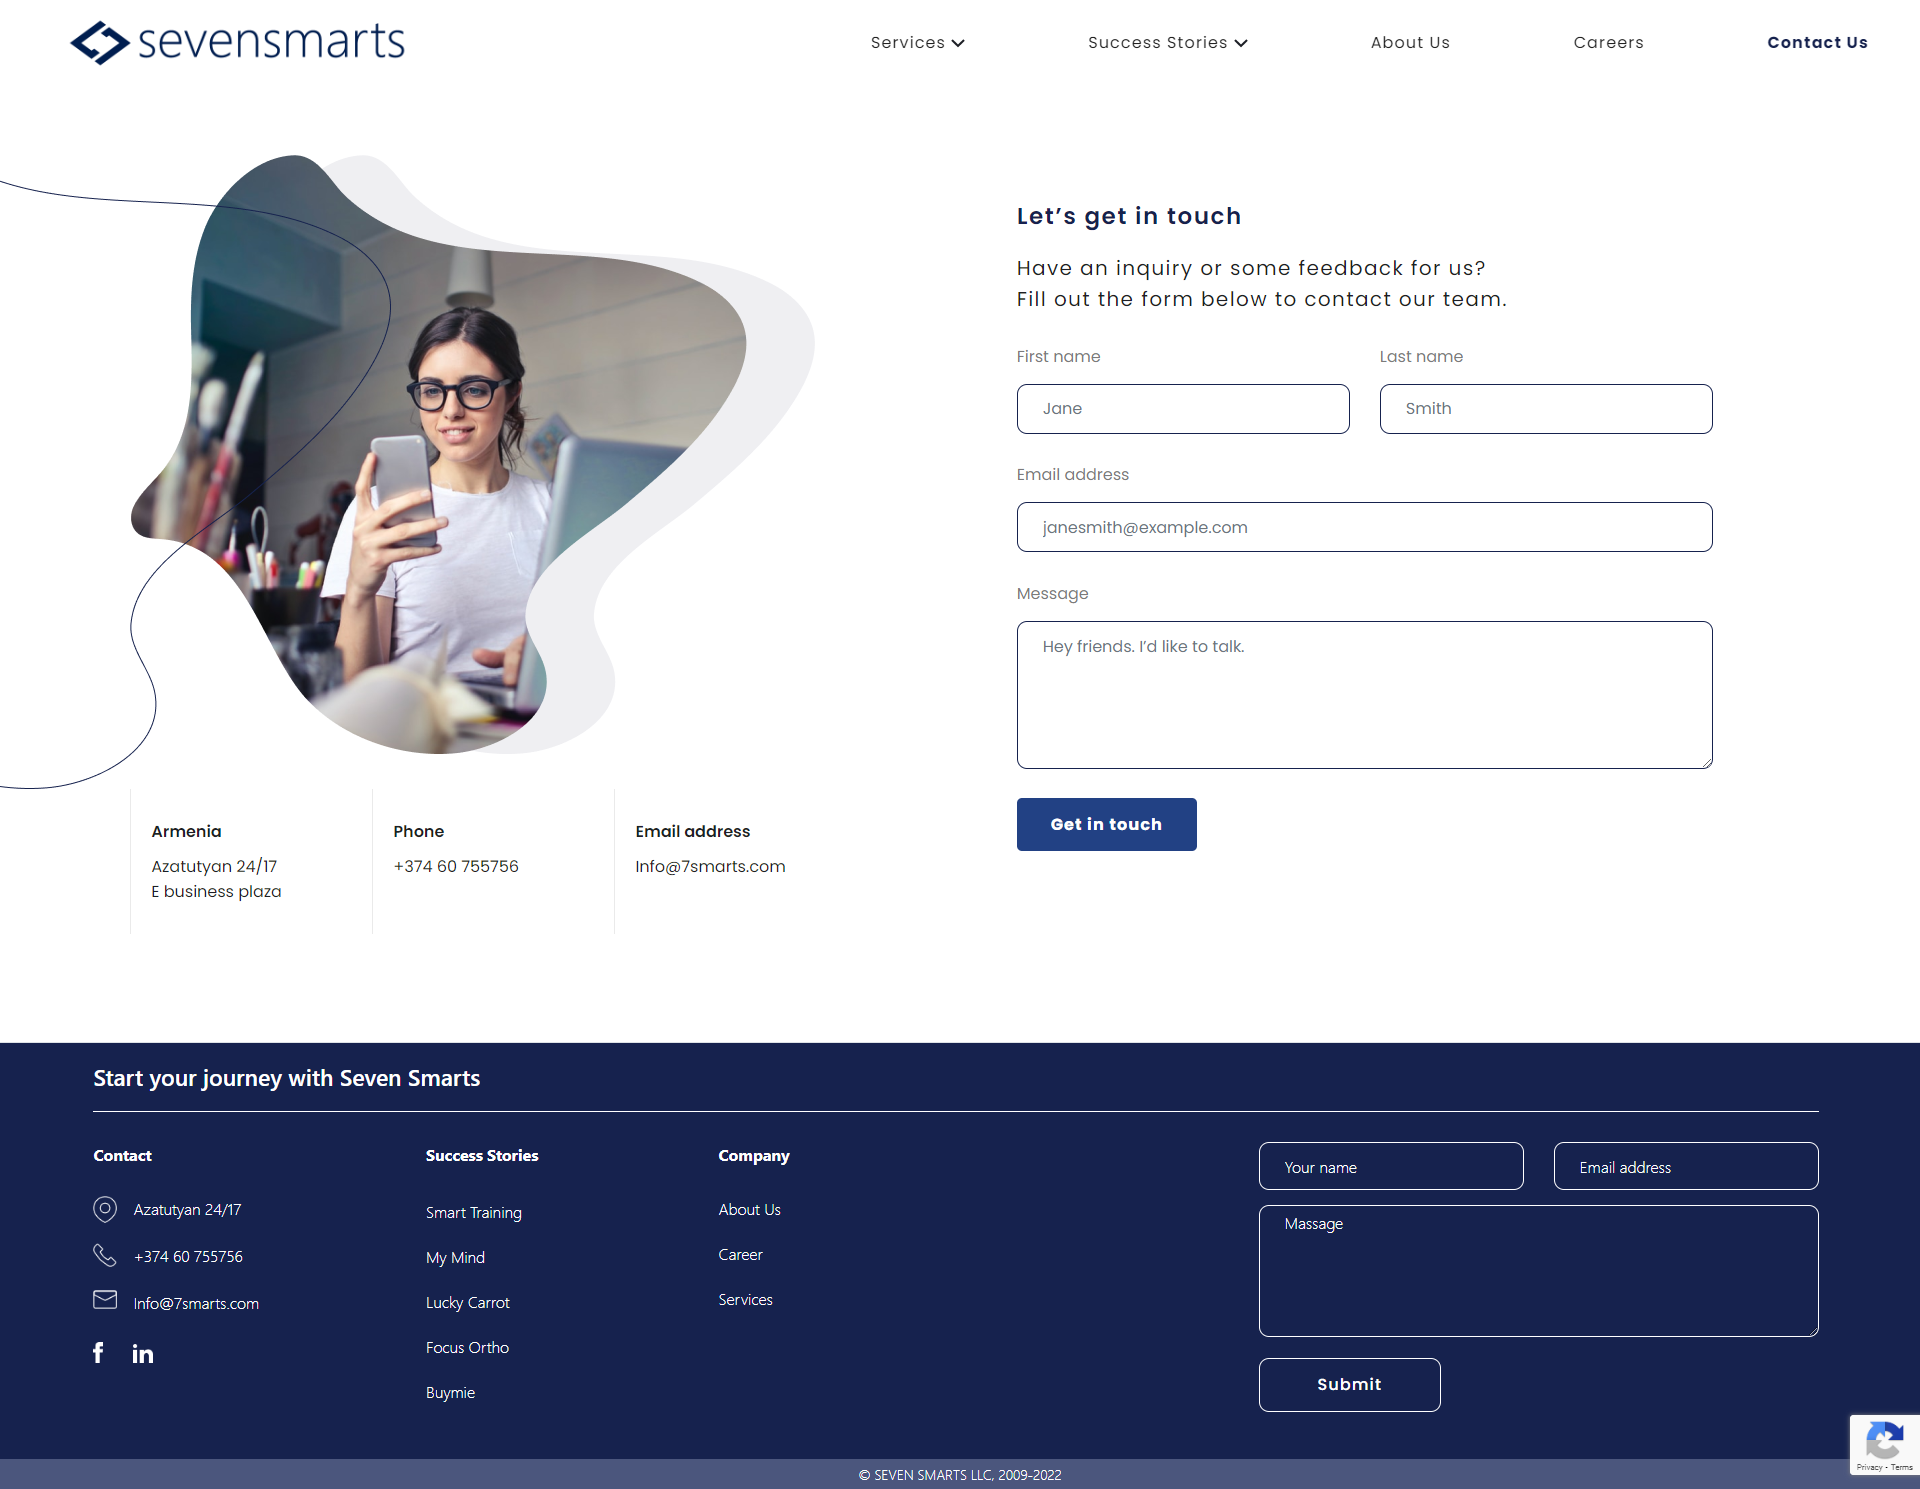 sevensmarts
Services
Success Stories
About Us
Careers
Contact Us
Let’s get in touch
Have an inquiry or some feedback for us?
Fill out the form below to contact our team.
First name
Last name
Jane
Smith
Email address
janesmith@example.com
Message
Hey friends. I’d like to talk.
Get in touch
Armenia
Azatutyan 24/17
E business plaza
Phone
+374 60 755756
Email address
Info@7smarts.com
Start your journey with Seven Smarts
Contact
Azatutyan 24/17
+374 60 755756
Info@7smarts.com
f
in
Success Stories
Smart Training
My Mind
Lucky Carrot
Focus Ortho
Buymie
Company
About Us
Career
Services
Your name
Email address
Massage
Submit
Privacy - Terms
© SEVEN SMARTS LLC, 2009-2022